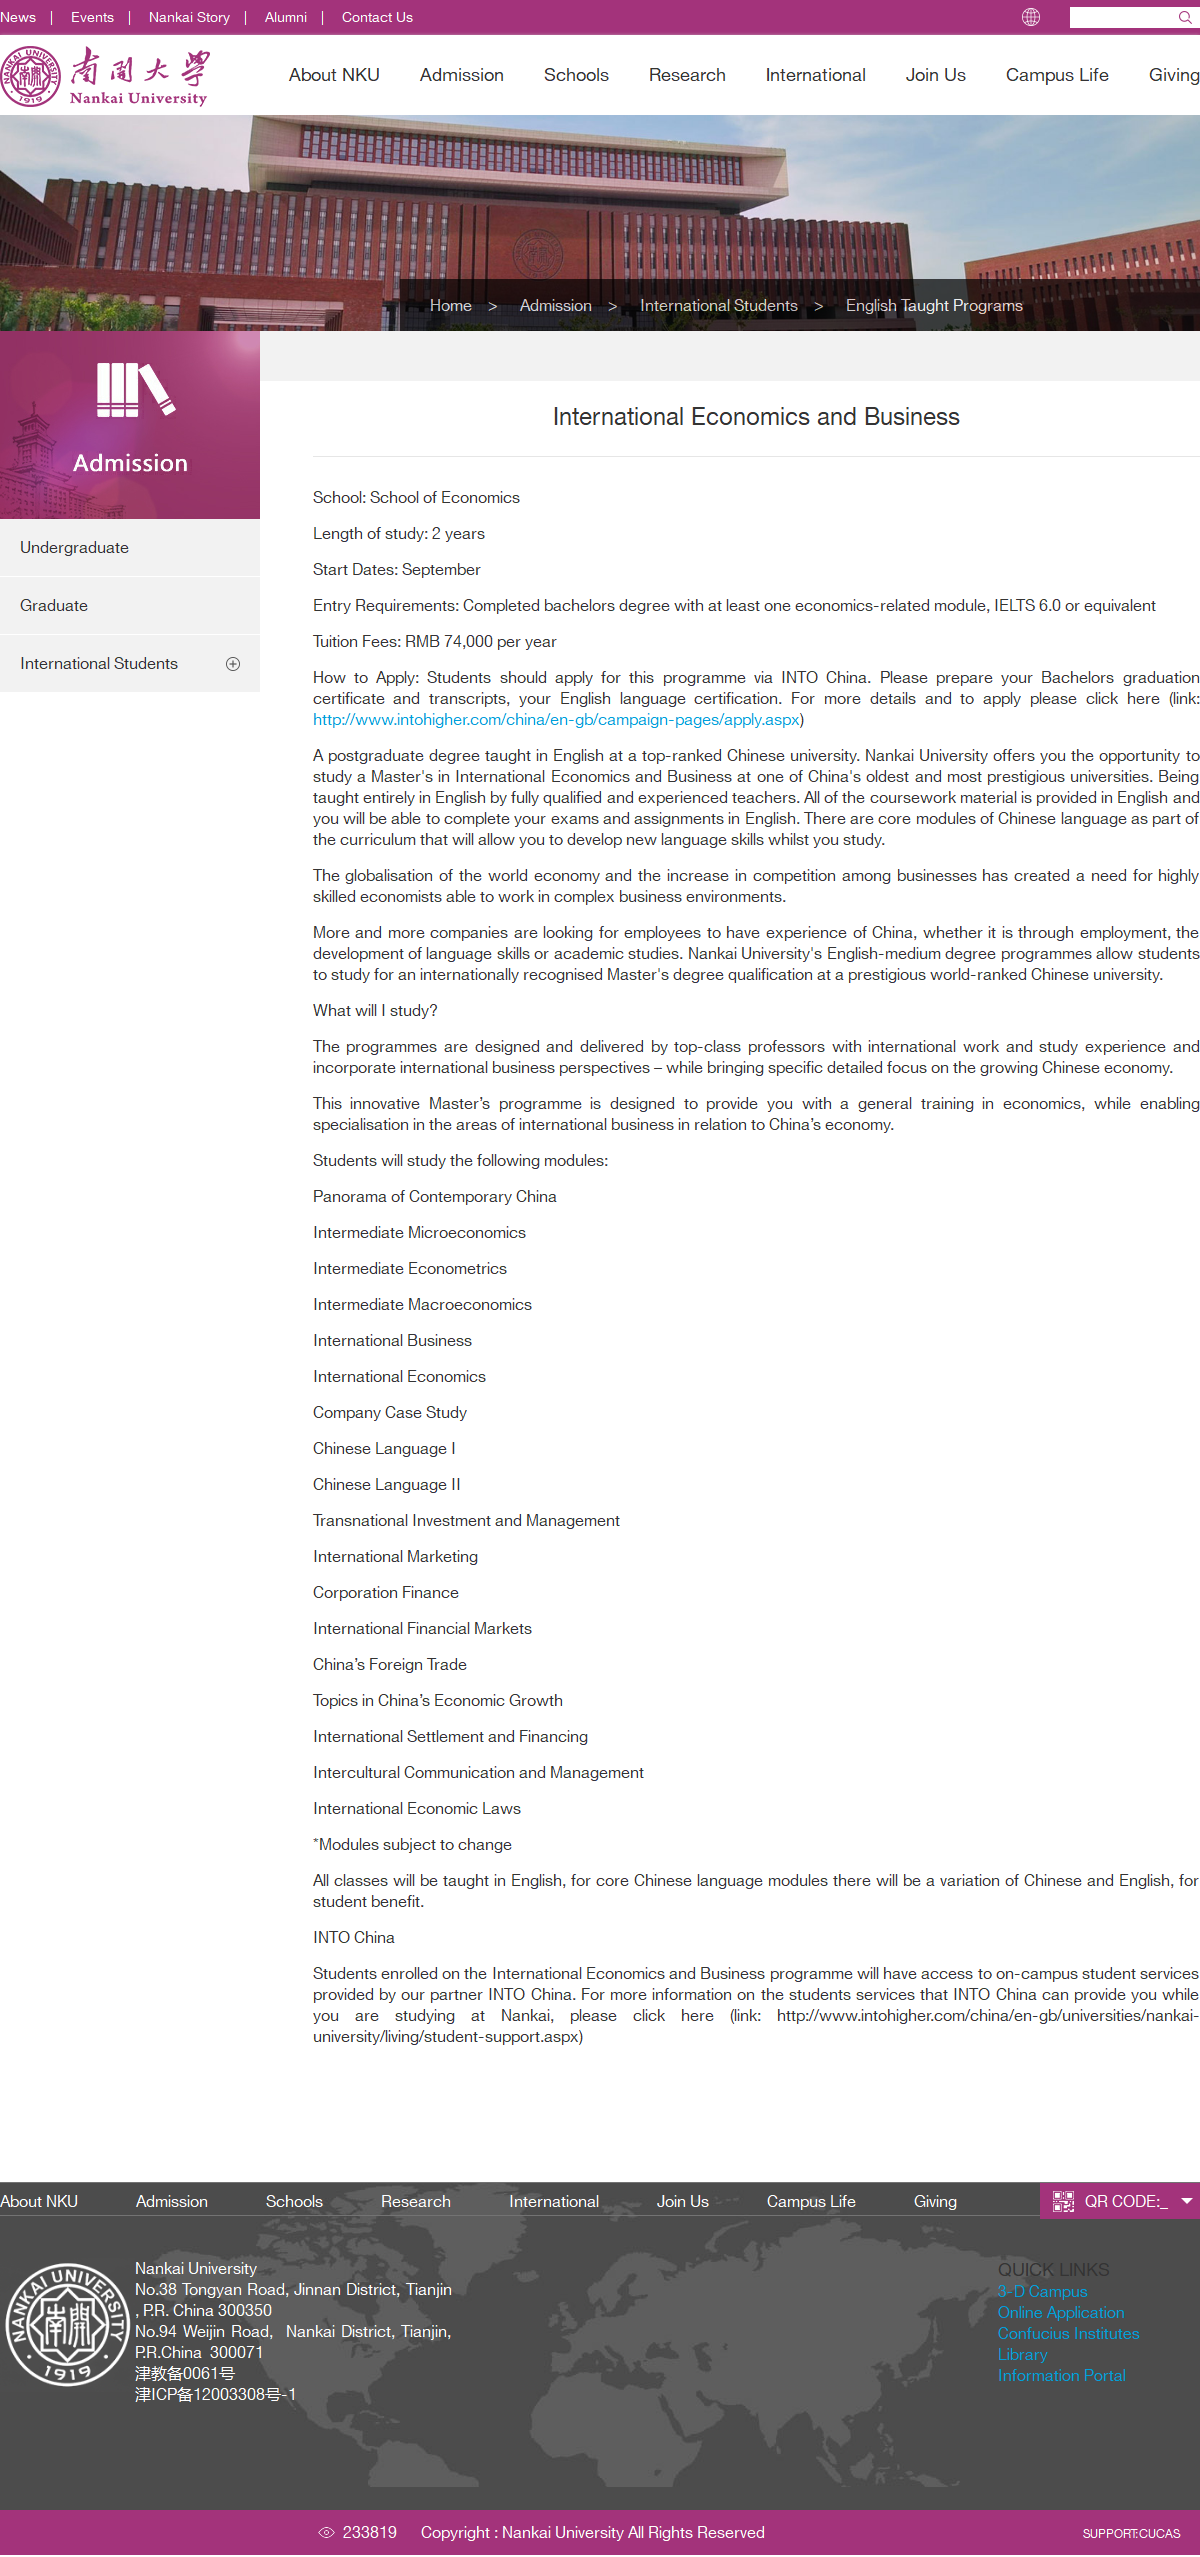 News | Events | Nankai Story | Alumni | Contact Us
南開大学
Nankai University
NANKAI UNIVERSITY
1919
About NKU Admission Schools Research International Join Us Campus Life Giving
Home > Admission > International Students > English Taught Programs
Admission
Undergraduate
Graduate
International Students
International Economics and Business
School: School of Economics
Length of study: 2 years
Start Dates: September
Entry Requirements: Completed bachelors degree with at least one economics-related module, IELTS 6.0 or equivalent
Tuition Fees: RMB 74,000 per year
How to Apply: Students should apply for this programme via INTO China. Please prepare your Bachelors graduation
certificate and transcripts, your English language certification. For more details and to apply please click here (link:
http://www.intohigher.com/china/en-gb/campaign-pages/apply.aspx)
A postgraduate degree taught in English at a top-ranked Chinese university. Nankai University offers you the opportunity to
study a Master's in International Economics and Business at one of China's oldest and most prestigious universities. Being
taught entirely in English by fully qualified and experienced teachers. All of the coursework material is provided in English and
you will be able to complete your exams and assignments in English. There are core modules of Chinese language as part of
the curriculum that will allow you to develop new language skills whilst you study.
The globalisation of the world economy and the increase in competition among businesses has created a need for highly
skilled economists able to work in complex business environments.
More and more companies are looking for employees to have experience of China, whether it is through employment, the
development of language skills or academic studies. Nankai University's English-medium degree programmes allow students
to study for an internationally recognised Master's degree qualification at a prestigious world-ranked Chinese university.
What will I study?
The programmes are designed and delivered by top-class professors with international work and study experience and
incorporate international business perspectives – while bringing specific detailed focus on the growing Chinese economy.
This innovative Master’s programme is designed to provide you with a general training in economics, while enabling
specialisation in the areas of international business in relation to China’s economy.
Students will study the following modules:
Panorama of Contemporary China
Intermediate Microeconomics
Intermediate Econometrics
Intermediate Macroeconomics
International Business
International Economics
Company Case Study
Chinese Language I
Chinese Language II
Transnational Investment and Management
International Marketing
Corporation Finance
International Financial Markets
China’s Foreign Trade
Topics in China’s Economic Growth
International Settlement and Financing
Intercultural Communication and Management
International Economic Laws
*Modules subject to change
All classes will be taught in English, for core Chinese language modules there will be a variation of Chinese and English, for
student benefit.
INTO China
Students enrolled on the International Economics and Business programme will have access to on-campus student services
provided by our partner INTO China. For more information on the students services that INTO China can provide you while
you are studying at Nankai, please click here (link: http://www.intohigher.com/china/en-gb/universities/nankai-
university/living/student-support.aspx)
About NKU Admission Schools Research International Join Us Campus Life Giving QR CODE:_
NANKAI UNIVERSITY
南開
1919
Nankai University
No.38 Tongyan Road, Jinnan District, Tianjin
, P.R. China 300350
No.94 Weijin Road, Nankai District, Tianjin,
P.R.China 300071
津教备0061号
津ICP备12003308号-1
QUICK LINKS
3-D Campus
Online Application
Confucius Institutes
Library
Information Portal
233819 Copyright : Nankai University All Rights Reserved
SUPPORT:CUCAS